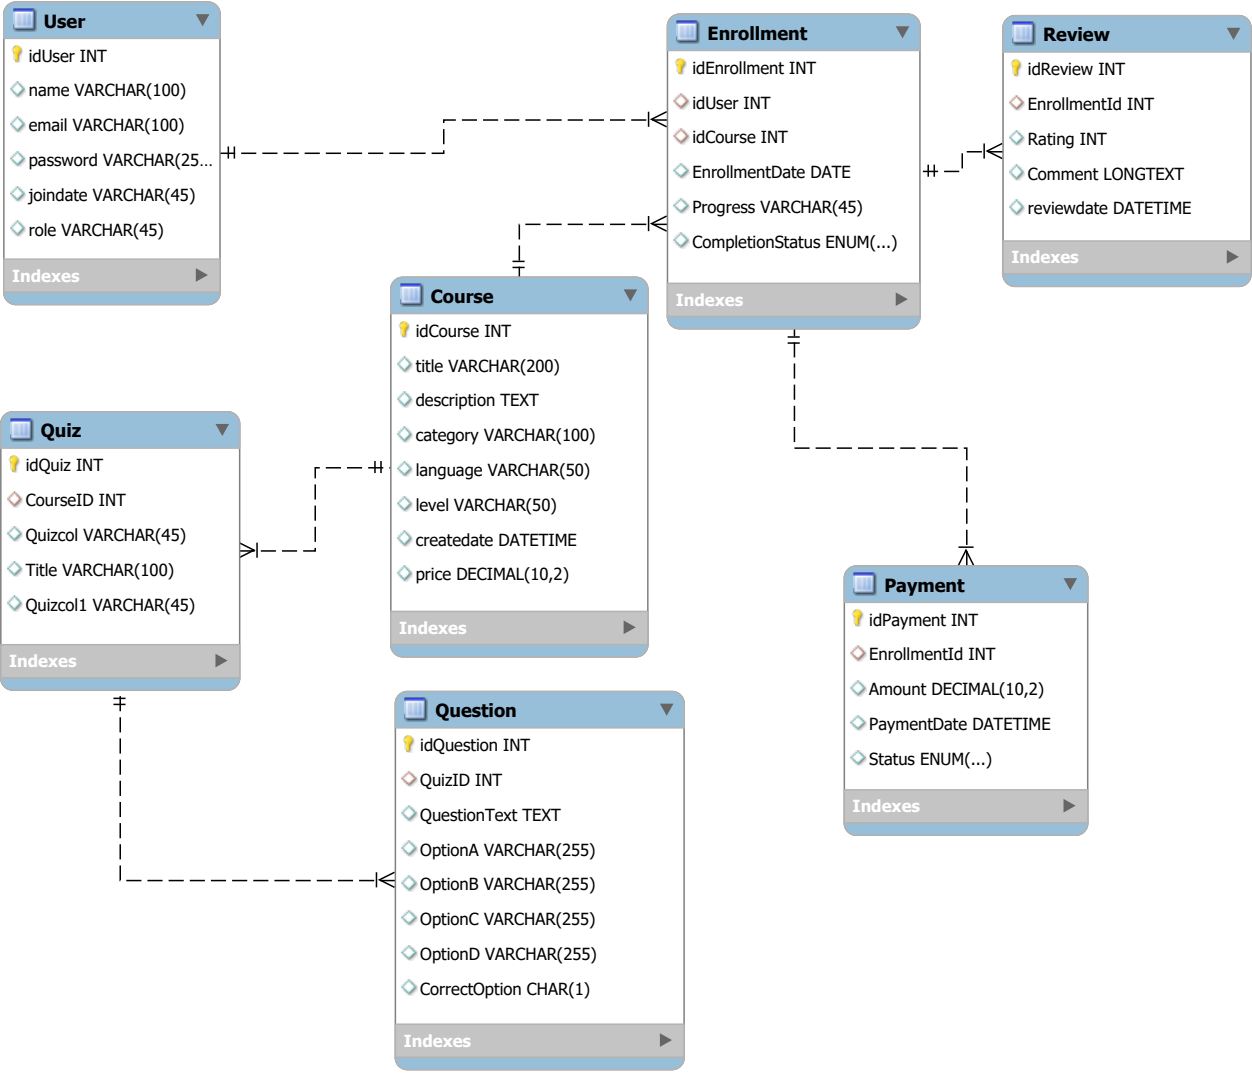 User
idUser INT
name VARCHAR(100)
email VARCHAR(100)
password VARCHAR(25...
joindate VARCHAR(45)
role VARCHAR(45)
Indexes
Enrollment
idEnrollment INT
idUser INT
idCourse INT
EnrollmentDate DATE
Progress VARCHAR(45)
CompletionStatus ENUM(...)
Indexes
Review
idReview INT
EnrollmentId INT
Rating INT
Comment LONGTEXT
reviewdate DATETIME
Indexes
Course
idCourse INT
title VARCHAR(200)
description TEXT
category VARCHAR(100)
language VARCHAR(50)
level VARCHAR(50)
createdate DATETIME
price DECIMAL(10,2)
Indexes
Quiz
idQuiz INT
CourseID INT
Quizcol VARCHAR(45)
Title VARCHAR(100)
Quizcol1 VARCHAR(45)
Indexes
Payment
idPayment INT
EnrollmentId INT
Amount DECIMAL(10,2)
PaymentDate DATETIME
Status ENUM(...)
Indexes
Question
idQuestion INT
QuizID INT
QuestionText TEXT
OptionA VARCHAR(255)
OptionB VARCHAR(255)
OptionC VARCHAR(255)
OptionD VARCHAR(255)
CorrectOption CHAR(1)
Indexes